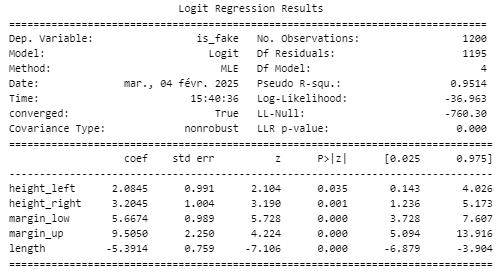 Logit Regression Results
==============================================================================
Dep. Variable:                is_fake   No. Observations:                 1200
Model:                          Logit   Df Residuals:                     1195
Method:                           MLE   Df Model:                            4
Date:              mar., 04 févr. 2025   Pseudo R-squ.:                  0.9514
Time:                        15:40:36   Log-Likelihood:                -36.963
converged:                       True   LL-Null:                       -760.30
Covariance Type:            nonrobust   LLR p-value:                     0.000
================================================================================
                   coef    std err          z      P>|z|      [0.025      0.975]
--------------------------------------------------------------------------------
height_left      2.0845      0.991      2.104      0.035       0.143       4.026
height_right     3.2045      1.004      3.190      0.001       1.236       5.173
margin_low       5.6674      0.989      5.728      0.000       3.728       7.607
margin_up        9.5050      2.250      4.224      0.000       5.094      13.916
length          -5.3914      0.759     -7.106      0.000      -6.879      -3.904
================================================================================